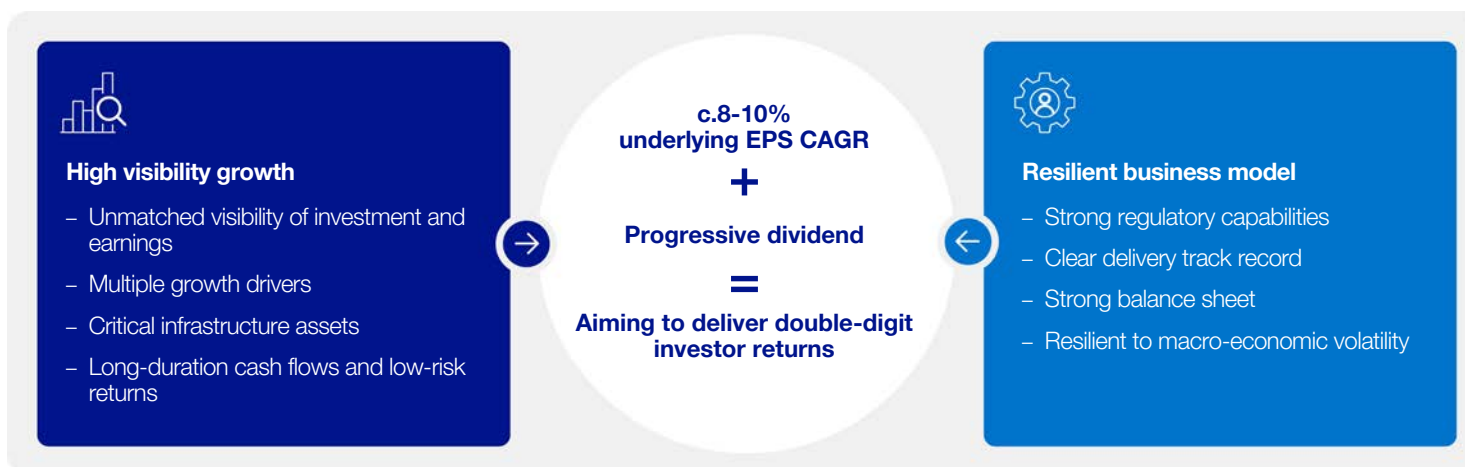 High visibility growth
– Unmatched visibility of investment and
earnings
– Multiple growth drivers
– Critical infrastructure assets
– Long-duration cash flows and low-risk
returns
c.8-10%
underlying EPS CAGR
+
Progressive dividend
=
Aiming to deliver double-digit
investor returns
Resilient business model
– Strong regulatory capabilities
– Clear delivery track record
– Strong balance sheet
– Resilient to macro-economic volatility